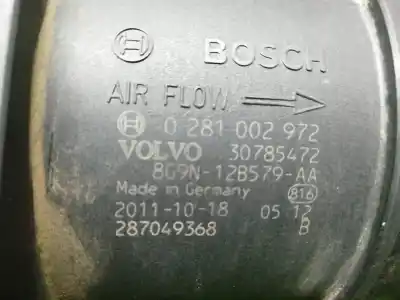 BOSCH
AIR FLOW
0 281 002 972
VOLVO 30785472
8G9N-12B579-AA
Made in Germany 816
2011-10-18 05 12
287049368 B